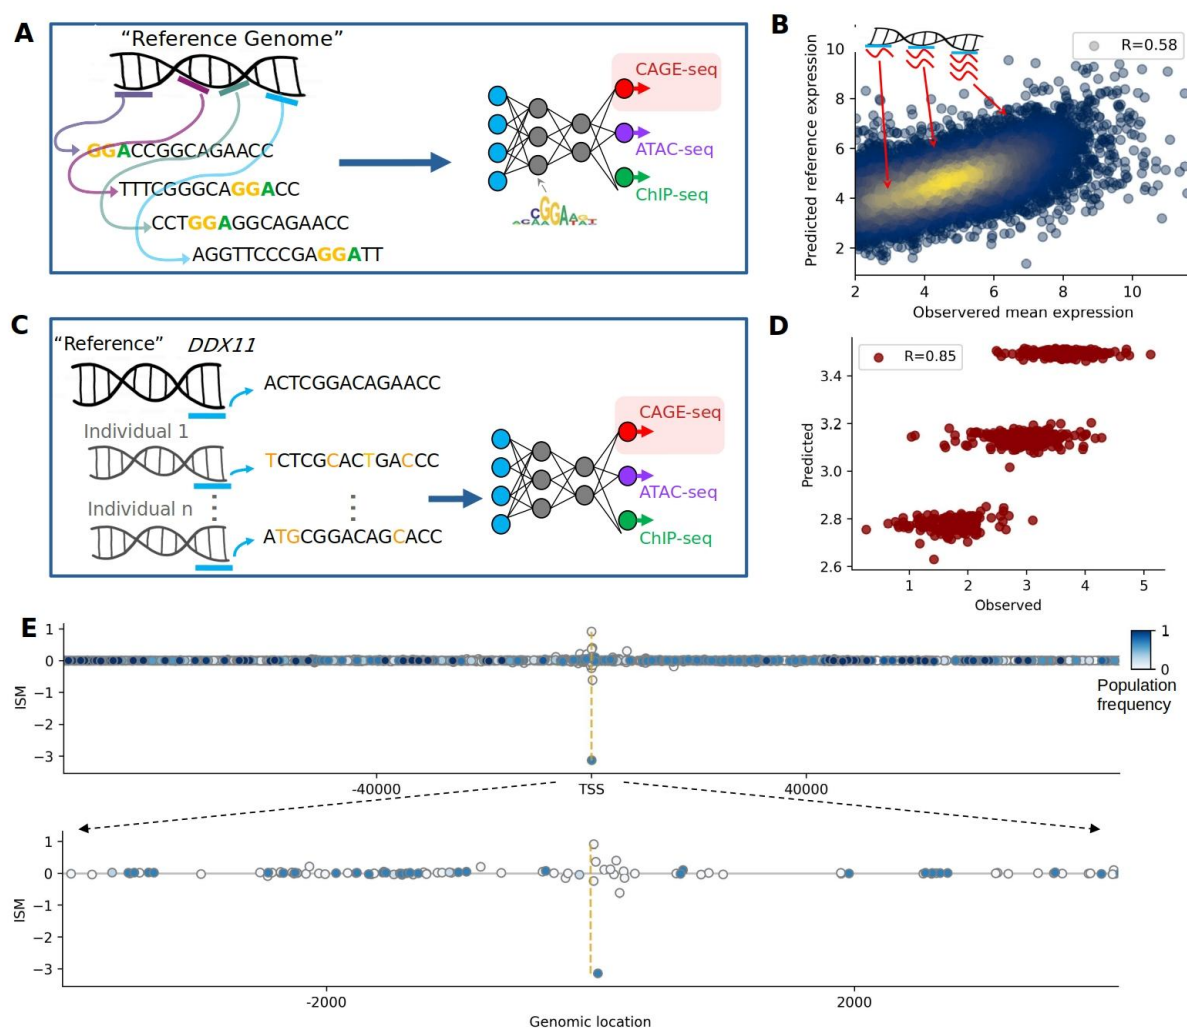 A
"Reference Genome"
GGACCGGCAGAACC
TTTCGGGCAGGACC
CCTGGAGGCAGAACC
AGGTTCCCGAGGATT
CAGE-seq
ATAC-seq
ChIP-seq
B
R=0.58
Predicted reference expression
10
8
6
4
2
2
4
6
8
10
Observered mean expression
C
"Reference"
DDX11
ACTCGGACAGAACC
Individual 1
TCTCGCACTGACCC
Individual n
ATGCGGACAGCACC
CAGE-seq
ATAC-seq
ChIP-seq
D
R=0.85
Predicted
3.4
3.2
3.0
2.8
2.6
1
2
3
4
5
Observed
E
ISM
1
0
−1
−2
−3
-40000
TSS
40000
1
0
Population
frequency
ISM
1
0
−1
−2
−3
-2000
2000
Genomic location